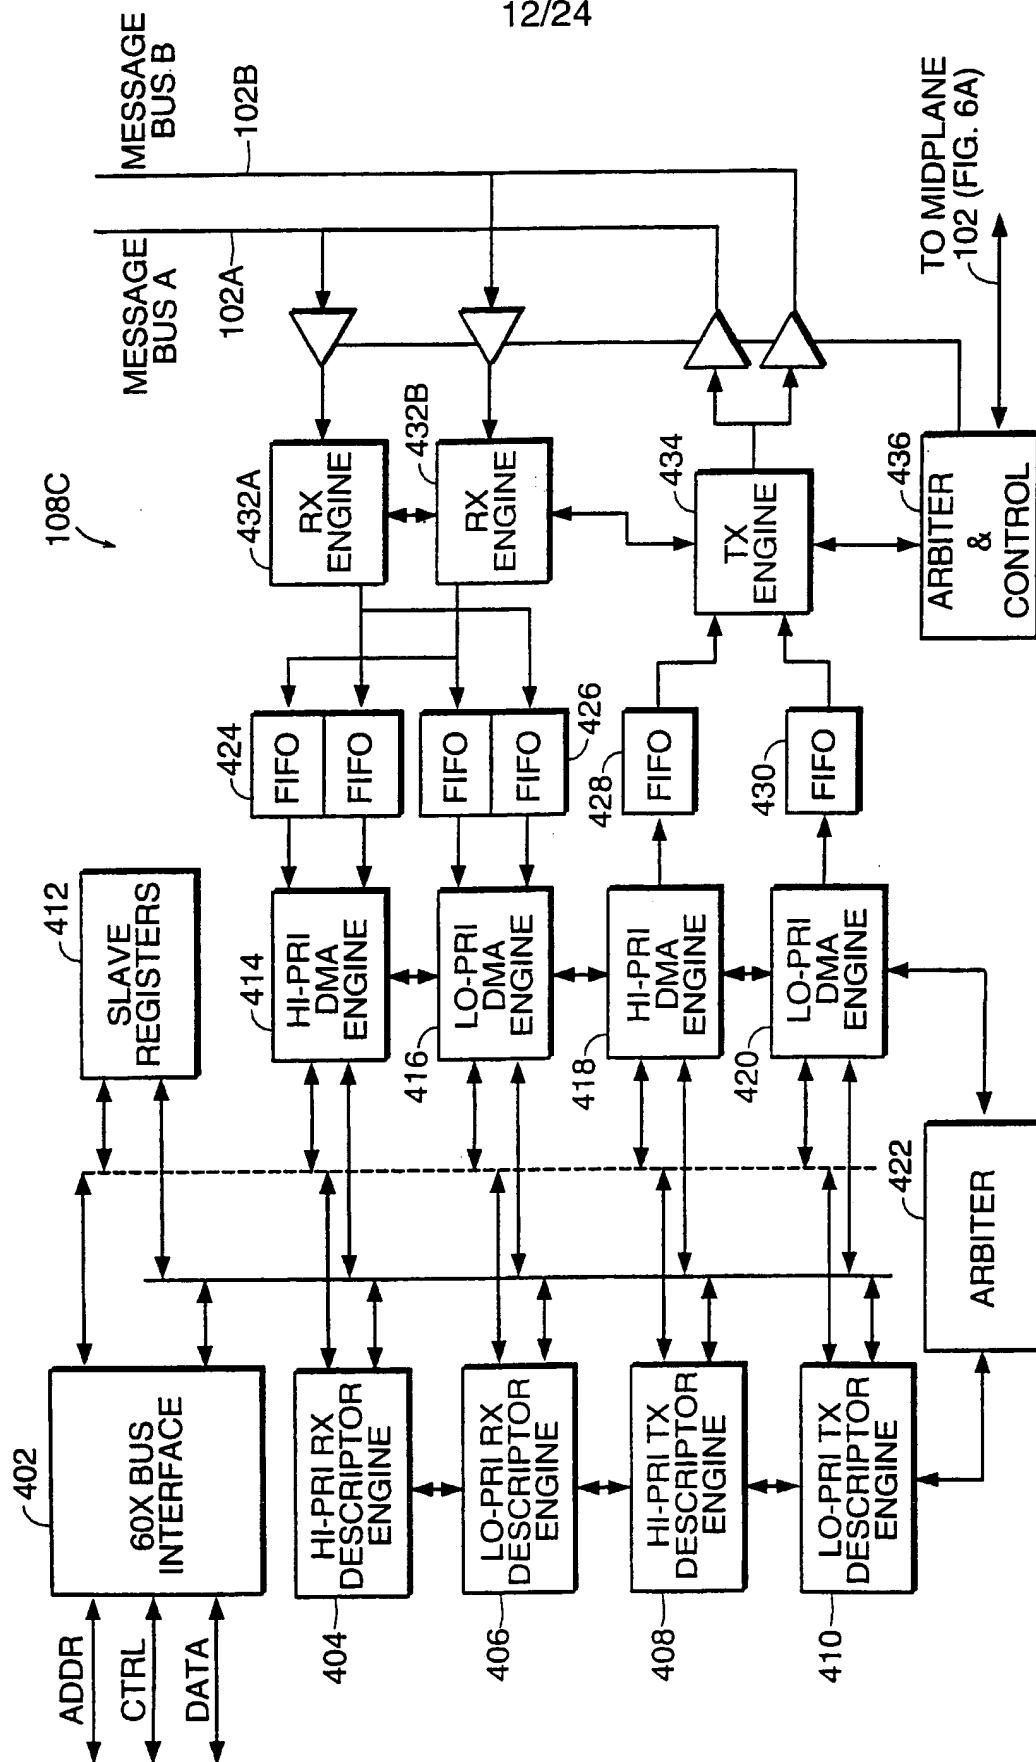 12/24
108C
MESSAGE
BUS B
MESSAGE
BUS A
102B
102A
TO MIDPLANE
102 (FIG. 6A)
432A
RX
ENGINE
432B
RX
ENGINE
434
TX
ENGINE
436
ARBITER
&
CONTROL
424
FIFO
FIFO
426
FIFO
FIFO
428
FIFO
430
FIFO
412
SLAVE
REGISTERS
414
HI-PRI
DMA
ENGINE
416
LO-PRI
DMA
ENGINE
418
HI-PRI
DMA
ENGINE
420
LO-PRI
DMA
ENGINE
422
ARBITER
402
60X BUS
INTERFACE
ADDR
CTRL
DATA
404
HI-PRI RX
DESCRIPTOR
ENGINE
406
LO-PRI RX
DESCRIPTOR
ENGINE
408
HI-PRI TX
DESCRIPTOR
ENGINE
410
LO-PRI TX
DESCRIPTOR
ENGINE